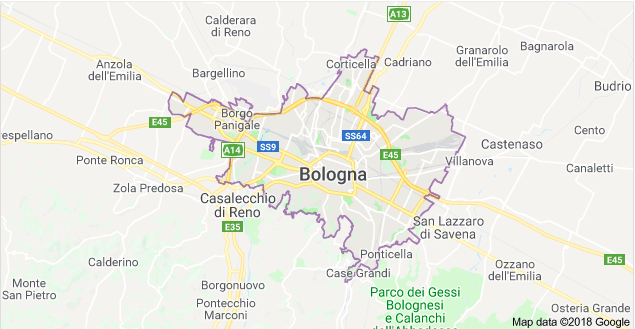 Calderara
di Reno
A13
Bagnarola
Granarolo
dell'Emilia
Anzola
dell'Emilia
Corticella
Cadriano
Bargellino
Budrio
Borgo
Panigale
E45
SS64
Cento
respellano
A14
SS9
E45
Castenaso
Ponte Ronca
Villanova
Canaletti
Bologna
Zola Predosa
Casalecchio
di Reno
San Lazzaro
di Savena
E35
Ponticella
Calderino
Case Grandi
Ozzano
dell'Emilia
E45
Monte
San Pietro
Borgonuovo
Parco dei Gessi
Bolognesi
e Calanchi
dell'Abbadessa
Pontecchio
Marconi
Osteria Grande
Map data ©2018 Google